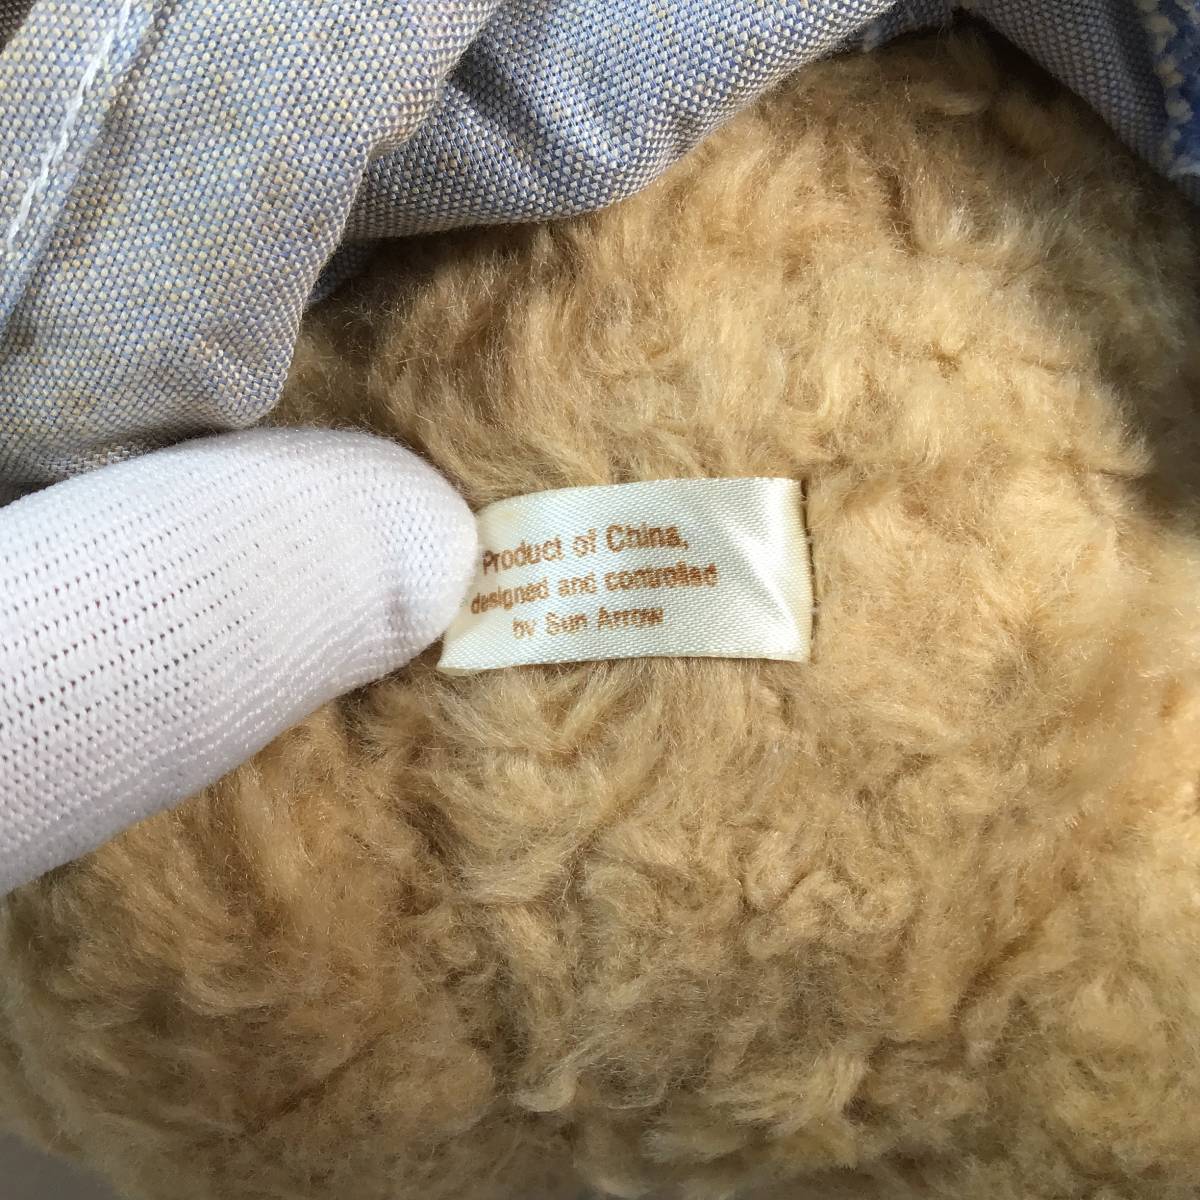 Product of China,
designed and controlled
by Sun Arrow